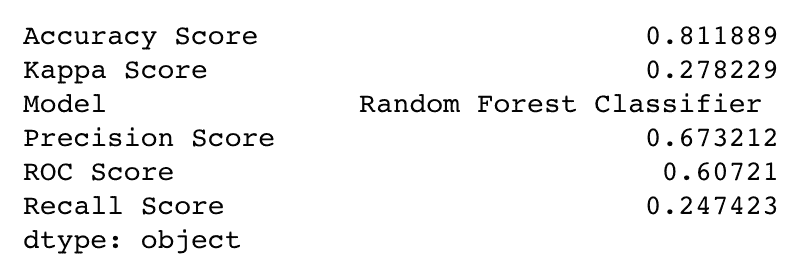 Accuracy Score 0.811889
Kappa Score 0.278229
Model Random Forest Classifier
Precision Score 0.673212
ROC Score 0.60721
Recall Score 0.247423
dtype: object